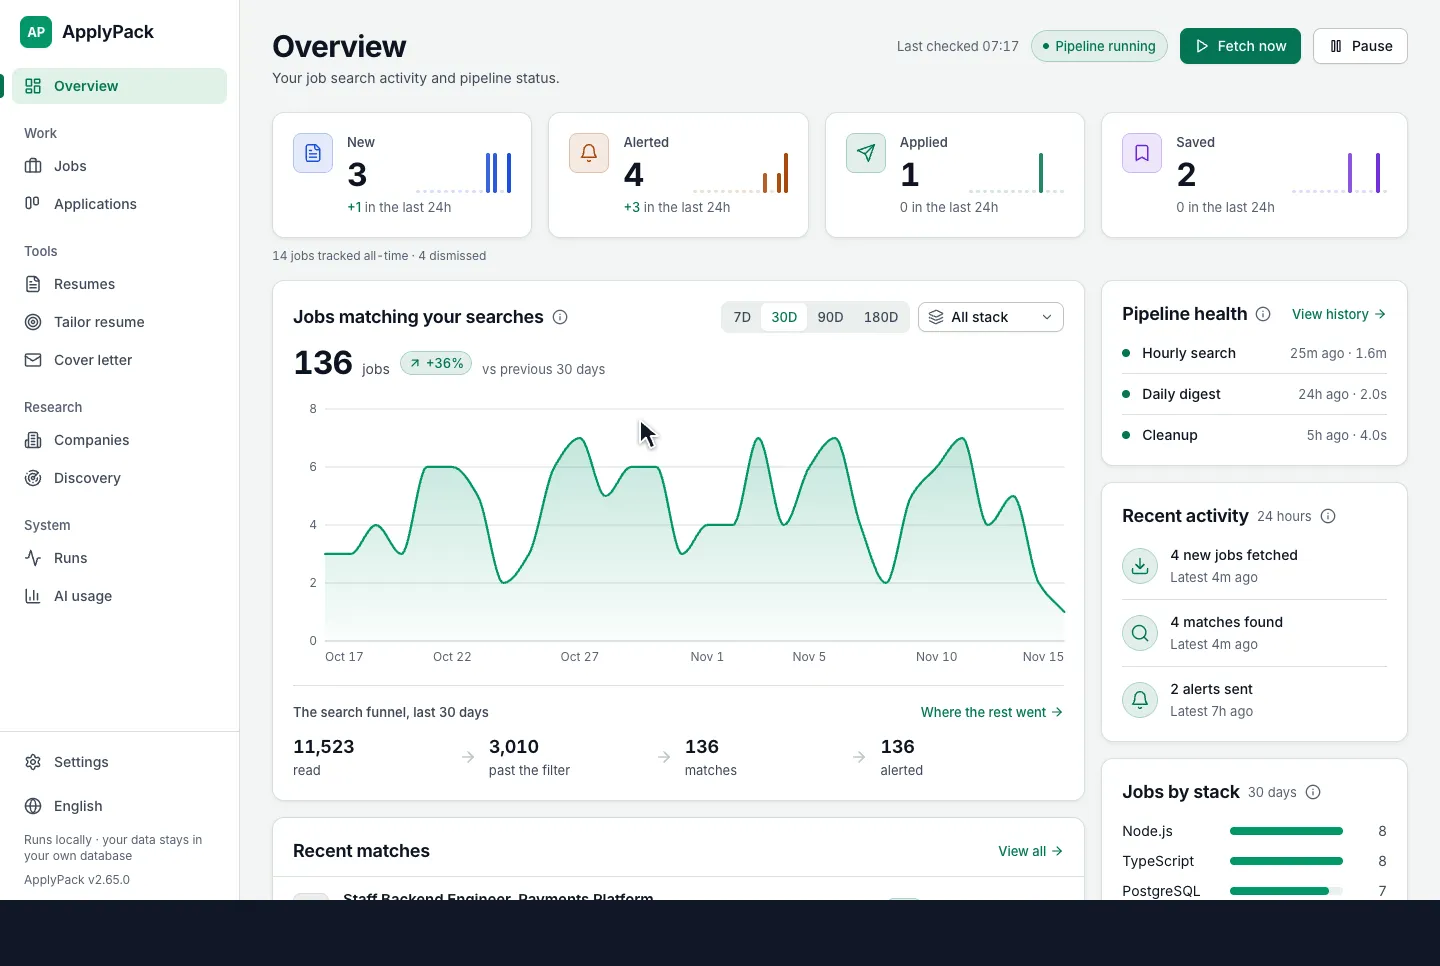 AP ApplyPack
Overview
Work
Jobs
Applications
Tools
Resumes
Tailor resume
Cover letter
Research
Companies
Discovery
System
Runs
AI usage
Settings
English
Runs locally · your data stays in
your own database
ApplyPack v2.65.0
Overview
Your job search activity and pipeline status.
Last checked 07:17
Pipeline running
Fetch now
Pause
New
3
+1 in the last 24h
Alerted
4
+3 in the last 24h
Applied
1
0 in the last 24h
Saved
2
0 in the last 24h
14 jobs tracked all-time · 4 dismissed
Jobs matching your searches
7D 30D 90D 180D
All stack
136 jobs +36% vs previous 30 days
8
6
4
2
0
Oct 17 Oct 22 Oct 27 Nov 1 Nov 5 Nov 10 Nov 15
The search funnel, last 30 days
Where the rest went →
11,523
read
3,010
past the filter
136
matches
136
alerted
Recent matches
View all →
Staff Backend Engineer, Payments Platform
Pipeline health
View history →
Hourly search 25m ago · 1.6m
Daily digest 24h ago · 2.0s
Cleanup 5h ago · 4.0s
Recent activity 24 hours
4 new jobs fetched
Latest 4m ago
4 matches found
Latest 4m ago
2 alerts sent
Latest 7h ago
Jobs by stack 30 days
Node.js 8
TypeScript 8
PostgreSQL 7